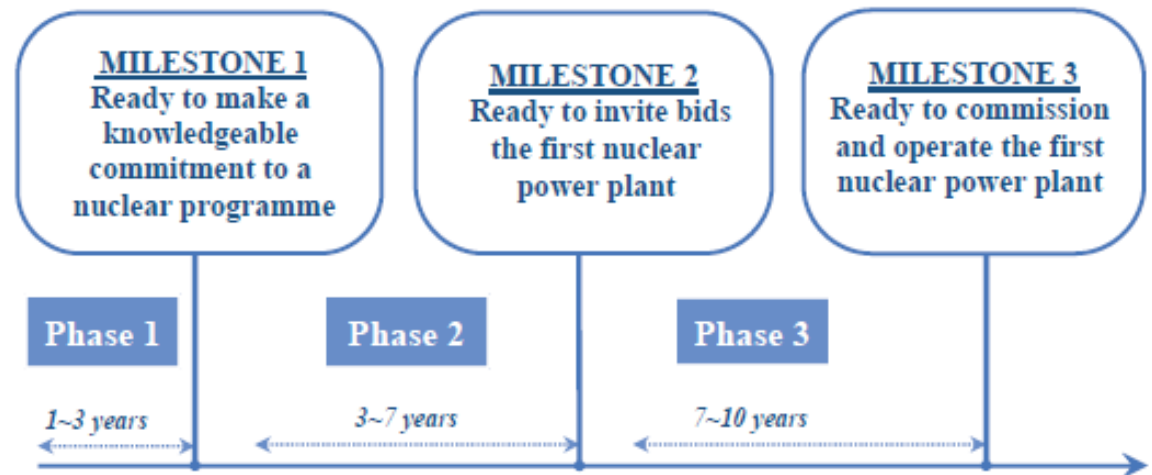 MILESTONE 1
Ready to make a
knowledgeable
commitment to a
nuclear programme
MILESTONE 2
Ready to invite bids
the first nuclear
power plant
MILESTONE 3
Ready to commission
and operate the first
nuclear power plant
Phase 1
Phase 2
Phase 3
1~3 years
3~7 years
7~10 years